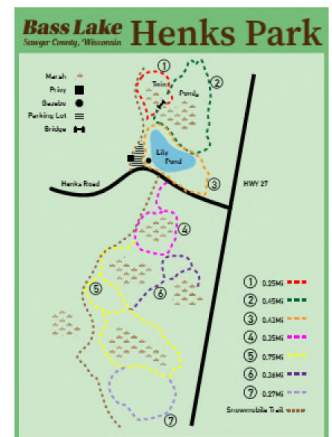 Bass Lake
Sawyer County, Wisconsin
Henks Park
Marsh
Privy
Gazebo
Parking Lot
Bridge
1
Twin
Ponds
2
Lily
Pond
3
Henks Road
HWY 27
4
5
6
7
1 0.25Mi
2 0.45Mi
3 0.43Mi
4 0.35Mi
5 0.75Mi
6 0.36Mi
7 0.27Mi
Snowmobile Trail